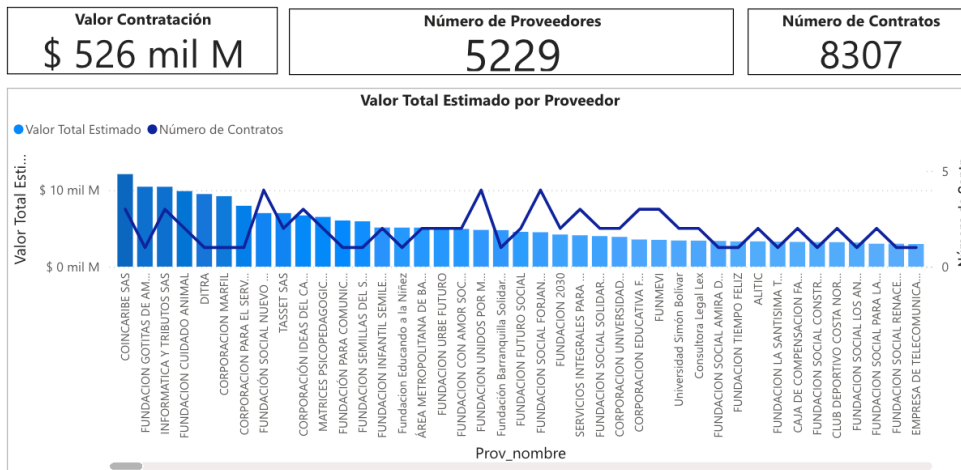 Valor Contratación
$ 526 mil M
Número de Proveedores
5229
Número de Contratos
8307
Valor Total Estimado por Proveedor
Valor Total Estimado
Número de Contratos
Valor Total Esti...
$ 10 mil M
$ 0 mil M
5
0
COINCARIBE SAS
FUNDACION GOTITAS DE AM...
INFORMATICA Y TRIBUTOS SAS
FUNDACION CUIDADO ANIMAL
DITRA
CORPORACION MARFIL
CORPORACION PARA EL SERV...
FUNDACIÓN SOCIAL NUEVO ...
TASSET SAS
CORPORACIÓN IDEAS DEL CA...
MATRICES PSICOPEDAGOGIC...
FUNDACIÓN PARA COMUNIC...
FUNDACION SEMILLAS DEL S...
FUNDACION INFANTIL SEMILE...
Fundacion Educando a la Niñez
ÁREA METROPOLITANA DE BA...
FUNDACION URBE FUTURO
FUNDACION CON AMOR SOC...
FUNDACION UNIDOS POR M...
Fundación Barranquilla Solidar...
FUNDACION FUTURO SOCIAL
FUNDACION SOCIAL FORJAN...
FUNDACION 2030
SERVICIOS INTEGRALES PARA ...
FUNDACION SOCIAL SOLIDAR...
CORPORACION UNIVERSIDAD...
CORPORACION EDUCATIVA F...
FUNMEVI
Universidad Simón Bolívar
Consultora Legal Lex
FUNDACION SOCIAL AMIRA D...
FUNDACION TIEMPO FELIZ
ALITIC
FUNDACION LA SANTISIMA T...
CAJA DE COMPENSACION FA...
FUNDACION SOCIAL CONSTR...
CLUB DEPORTIVO COSTA NOR...
FUNDACION SOCIAL LOS AN...
FUNDACION SOCIAL PARA LA...
FUNDACION SOCIAL RENACE...
EMPRESA DE TELECOMUNICA...
Prov_nombre